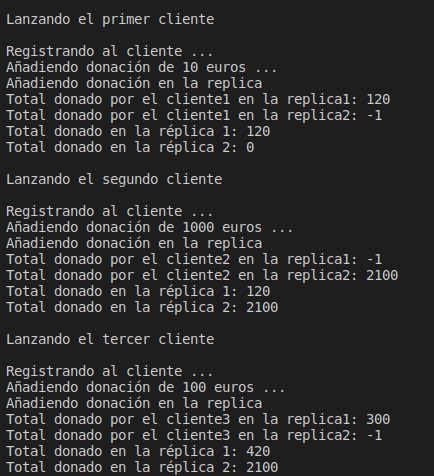 Lanzando el primer cliente
Registrando al cliente ...
Añadiendo donación de 10 euros ...
Añadiendo donación en la replica
Total donado por el cliente1 en la replica1: 120
Total donado por el cliente1 en la replica2: -1
Total donado en la réplica 1: 120
Total donado en la réplica 2: 0
Lanzando el segundo cliente
Registrando al cliente ...
Añadiendo donación de 1000 euros ...
Añadiendo donación en la replica
Total donado por el cliente2 en la replica1: -1
Total donado por el cliente2 en la replica2: 2100
Total donado en la réplica 1: 120
Total donado en la réplica 2: 2100
Lanzando el tercer cliente
Registrando al cliente ...
Añadiendo donación de 100 euros ...
Añadiendo donación en la replica
Total donado por el cliente3 en la replica1: 300
Total donado por el cliente3 en la replica2: -1
Total donado en la réplica 1: 420
Total donado en la réplica 2: 2100